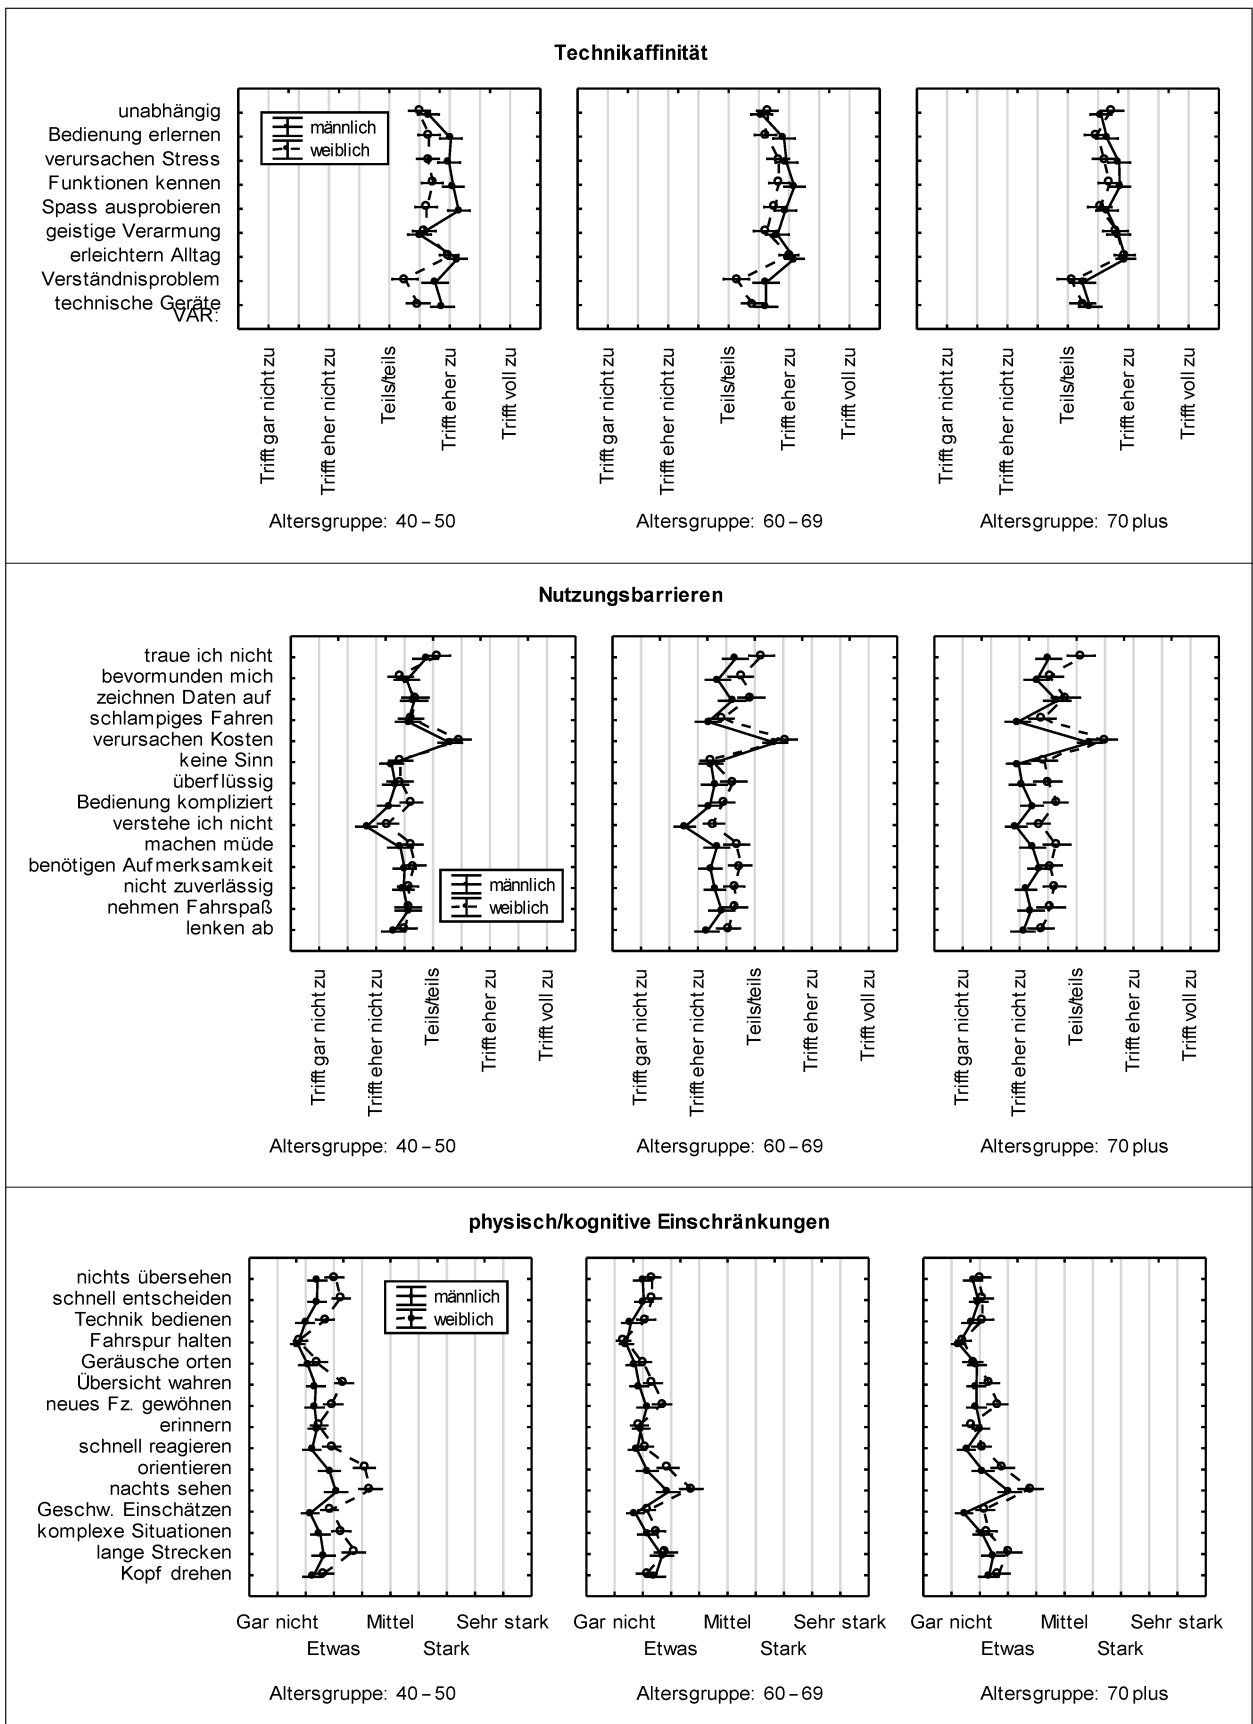 Technikaffinität
unabhängig
Bedienung erlernen
verursachen Stress
Funktionen kennen
Spass ausprobieren
geistige Verarmung
erleichtern Alltag
Verständnisproblem
technische Geräte
VAR:
männlich
weiblich
Trifft gar nicht zu
Trifft eher nicht zu
Teils/teils
Trifft eher zu
Trifft voll zu
Trifft gar nicht zu
Trifft eher nicht zu
Teils/teils
Trifft eher zu
Trifft voll zu
Trifft gar nicht zu
Trifft eher nicht zu
Teils/teils
Trifft eher zu
Trifft voll zu
Altersgruppe: 40 – 50
Altersgruppe: 60 – 69
Altersgruppe: 70 plus
Nutzungsbarrieren
traue ich nicht
bevormunden mich
zeichnen Daten auf
schlampiges Fahren
verursachen Kosten
keine Sinn
überflüssig
Bedienung kompliziert
verstehe ich nicht
machen müde
benötigen Aufmerksamkeit
nicht zuverlässig
nehmen Fahrspaß
lenken ab
männlich
weiblich
Trifft gar nicht zu
Trifft eher nicht zu
Teils/teils
Trifft eher zu
Trifft voll zu
Trifft gar nicht zu
Trifft eher nicht zu
Teils/teils
Trifft eher zu
Trifft voll zu
Trifft gar nicht zu
Trifft eher nicht zu
Teils/teils
Trifft eher zu
Trifft voll zu
Altersgruppe: 40 – 50
Altersgruppe: 60 – 69
Altersgruppe: 70 plus
physisch/kognitive Einschränkungen
nichts übersehen
schnell entscheiden
Technik bedienen
Fahrspur halten
Geräusche orten
Übersicht wahren
neues Fz. gewöhnen
erinnern
schnell reagieren
orientieren
nachts sehen
Geschw. Einschätzen
komplexe Situationen
lange Strecken
Kopf drehen
männlich
weiblich
Gar nicht Mittel Sehr stark
Etwas Stark
Gar nicht Mittel Sehr stark
Etwas Stark
Gar nicht Mittel Sehr stark
Etwas Stark
Altersgruppe: 40 – 50
Altersgruppe: 60 – 69
Altersgruppe: 70 plus